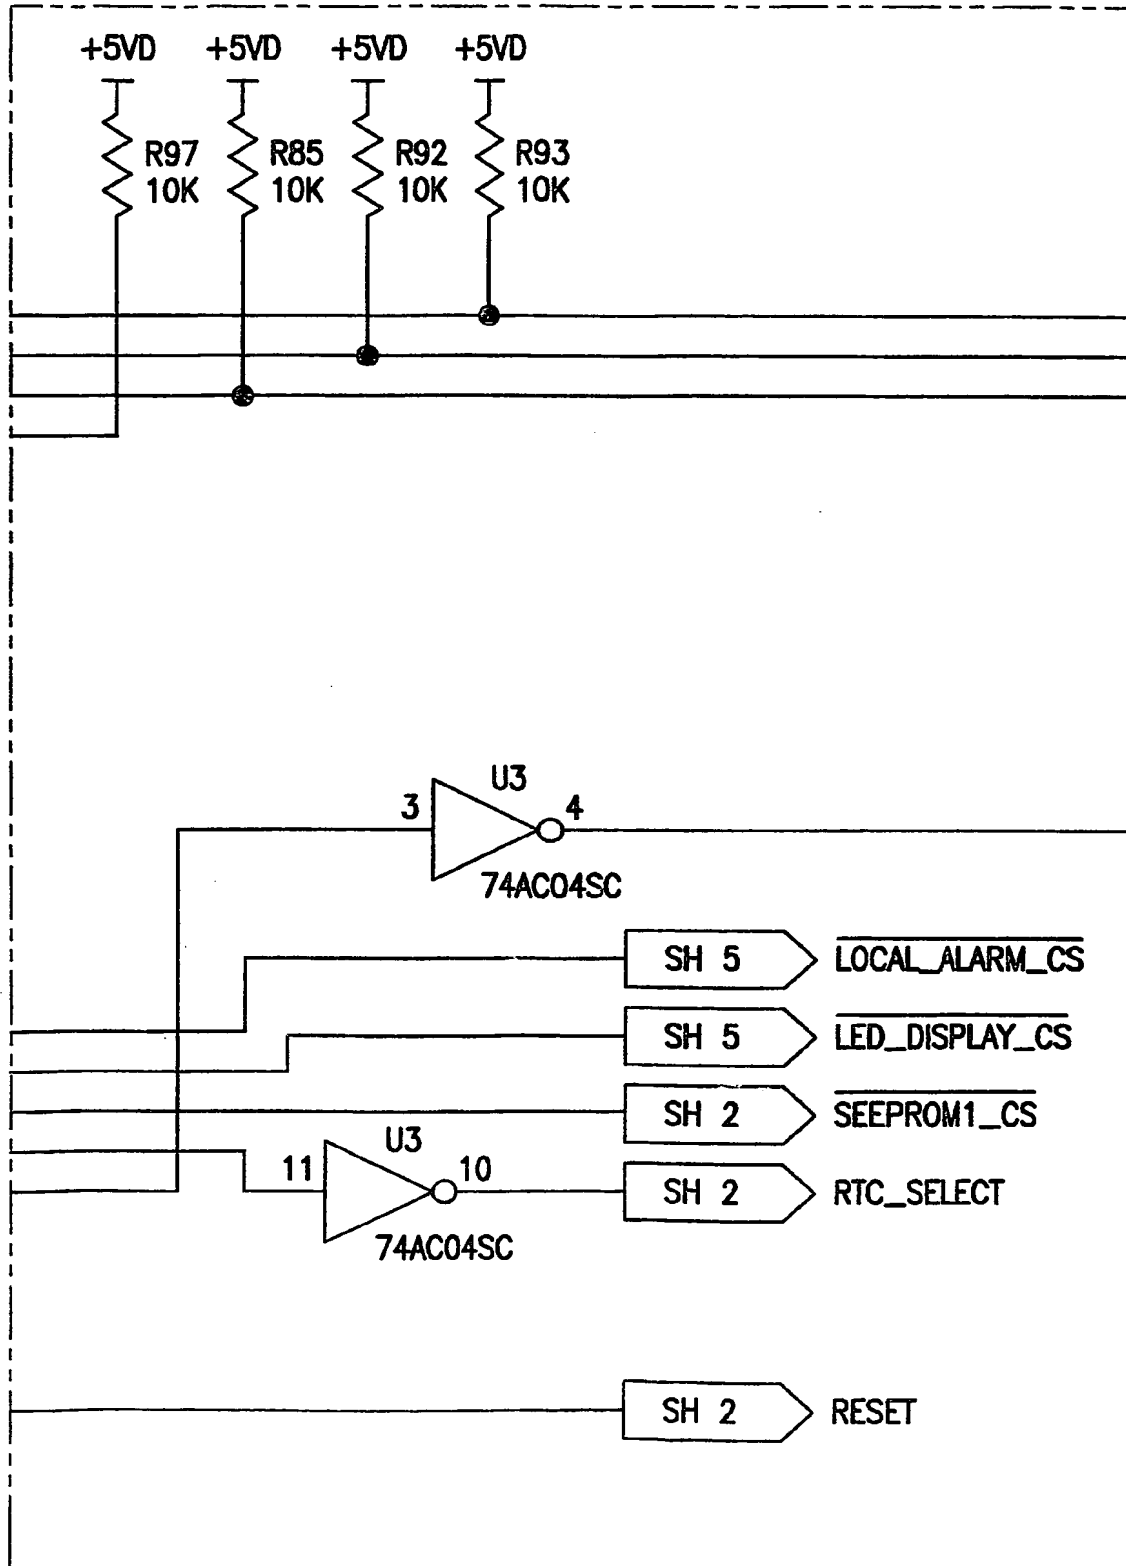 +5VD +5VD +5VD +5VD
R97 R85 R92 R93
10K 10K 10K 10K
U3
3 4
74AC04SC
SH 5 LOCAL_ALARM_CS
SH 5 LED_DISPLAY_CS
SH 2 SEEPROM1_CS
U3
11 10
SH 2 RTC_SELECT
74AC04SC
SH 2 RESET